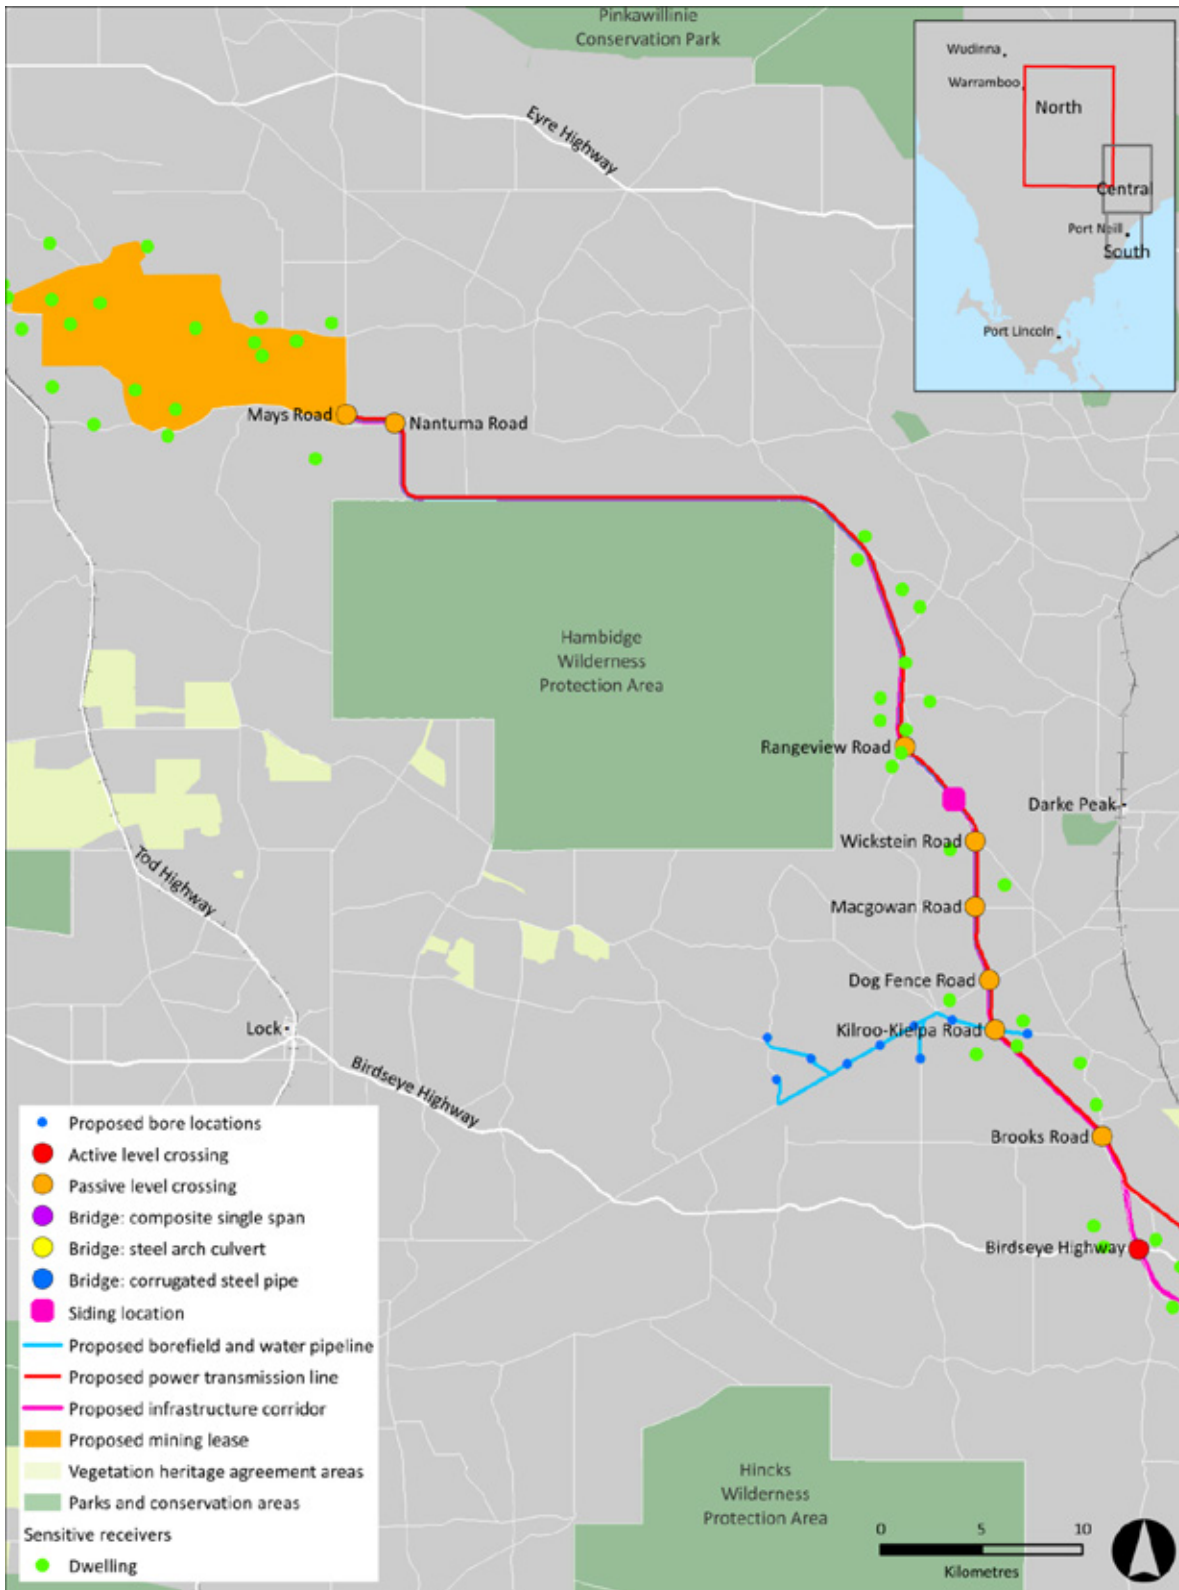 Pinkawillinie
Conservation Park
Wudinna
Warramboo
North
Central
Port Neill
South
Port Lincoln
Eyre Highway
Mays Road
Nantuma Road
Hambidge
Wilderness
Protection Area
Rangeview Road
Darke Peak
Wickstein Road
Tod Highway
Macgowan Road
Dog Fence Road
Lock
Kilroo-Kielpa Road
Birdseye Highway
Brooks Road
Birdseye Highway
Proposed bore locations
Active level crossing
Passive level crossing
Bridge: composite single span
Bridge: steel arch culvert
Bridge: corrugated steel pipe
Siding location
Proposed borefield and water pipeline
Proposed power transmission line
Proposed infrastructure corridor
Proposed mining lease
Vegetation heritage agreement areas
Parks and conservation areas
Sensitive receivers
Dwelling
Hincks
Wilderness
Protection Area
0 5 10
Kilometres